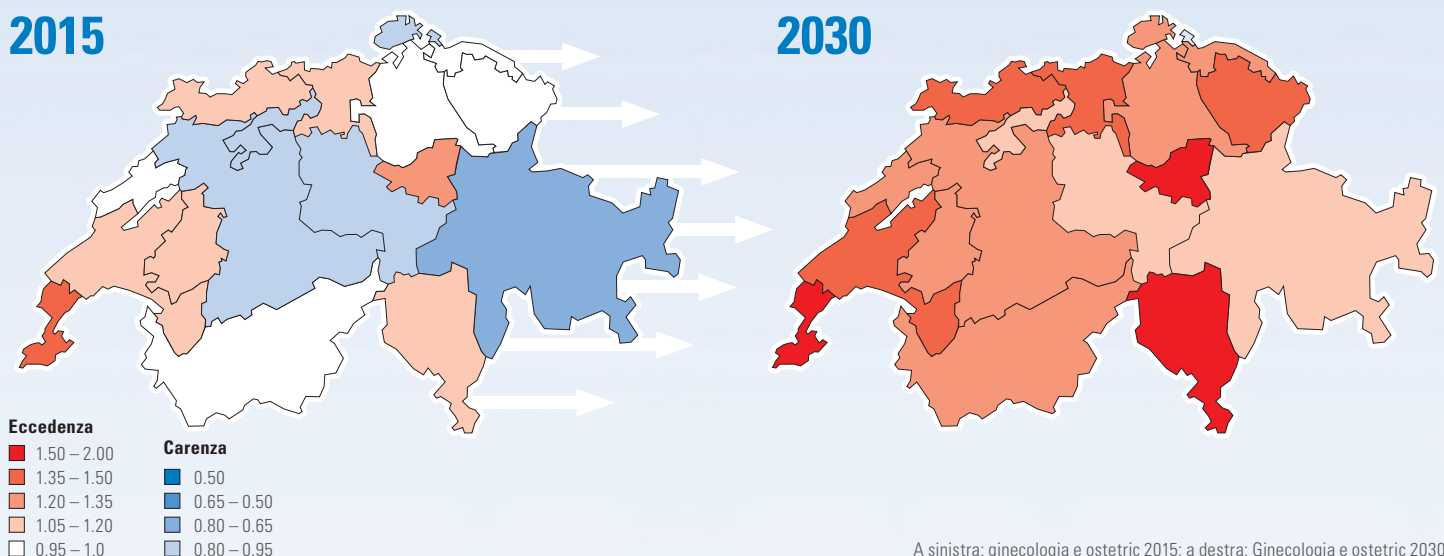 2015
2030
Eccedenza
1.50 – 2.00
1.35 – 1.50
1.20 – 1.35
1.05 – 1.20
0.95 – 1.0
Carenza
0.50
0.65 – 0.50
0.80 – 0.65
0.80 – 0.95
A sinistra: ginecologia e ostetric 2015; a destra: Ginecologia e ostetric 2030